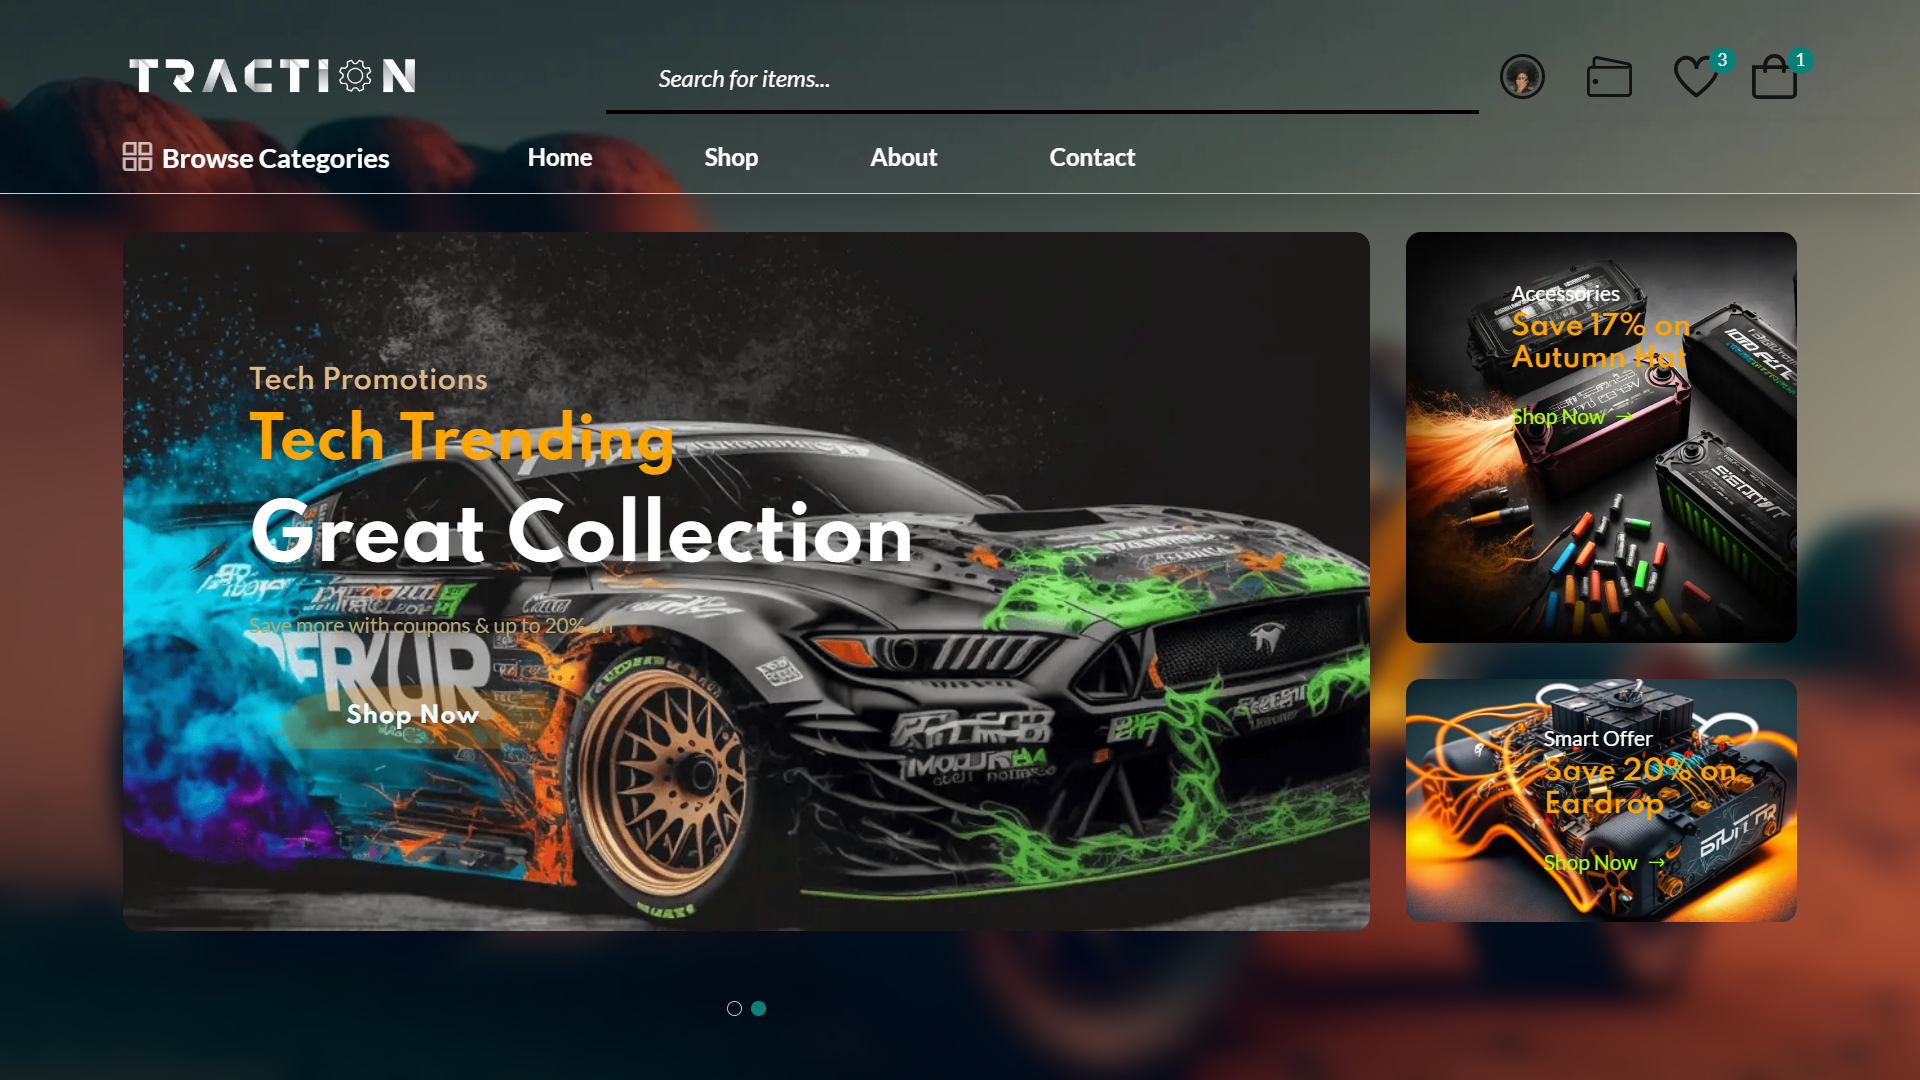 TRACTION
Search for items...
3
1
Browse Categories
Home
Shop
About
Contact
Tech Promotions
Tech Trending
Great Collection
Save more with coupons & up to 20% off
Shop Now
Accessories
Save 17% on
Autumn Hat
Shop Now →
Smart Offer
Save 20% on
Eardrop
Shop Now →